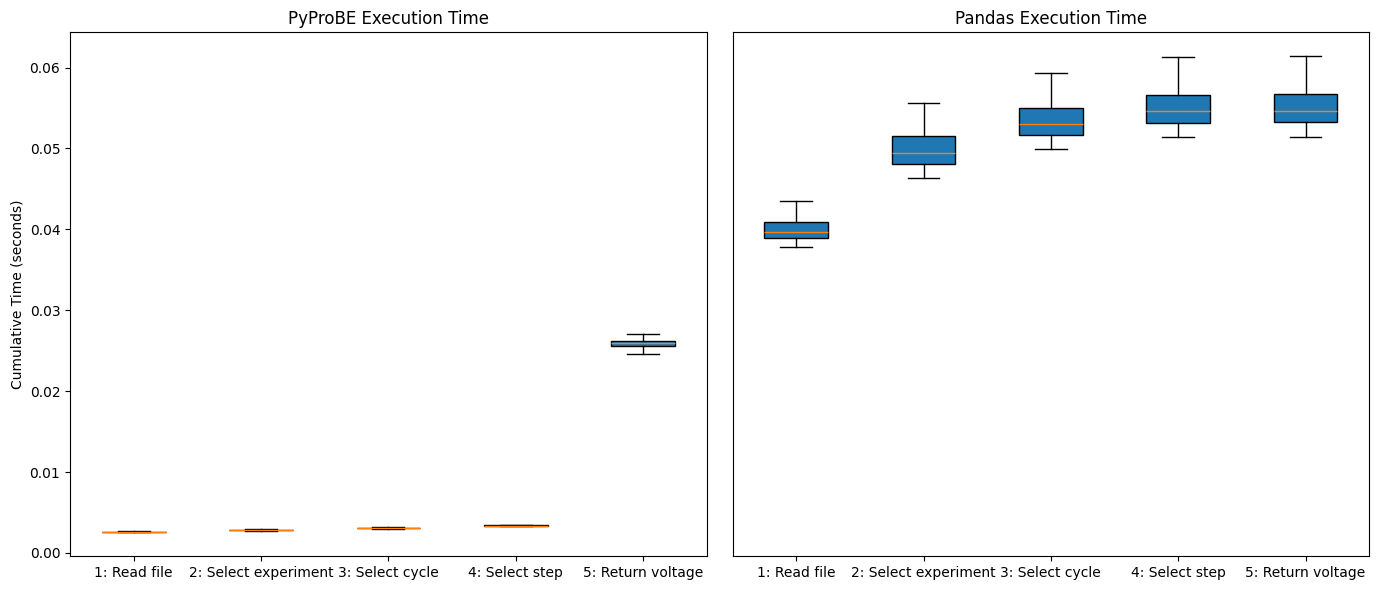 PyProBE Execution Time
Pandas Execution Time
Cumulative Time (seconds)
0.06
0.05
0.04
0.03
0.02
0.01
0.00
1: Read file 2: Select experiment 3: Select cycle 4: Select step 5: Return voltage
1: Read file 2: Select experiment 3: Select cycle 4: Select step 5: Return voltage